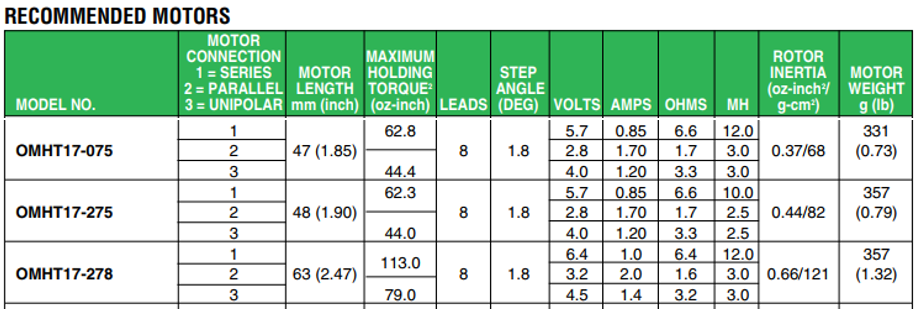 RECOMMENDED MOTORS
MODEL NO. MOTOR CONNECTION 1 = SERIES 2 = PARALLEL 3 = UNIPOLAR MOTOR LENGTH mm (inch) MAXIMUM HOLDING TORQUE² (oz-inch) LEADS STEP ANGLE (DEG) VOLTS AMPS OHMS MH ROTOR INERTIA (oz-inch²/ g-cm²) MOTOR WEIGHT g (lb)
1 62.8 5.7 0.85 6.6 12.0 331
OMHT17-075 2 47 (1.85) 8 1.8 2.8 1.70 1.7 3.0 0.37/68 (0.73)
3 44.4 4.0 1.20 3.3 3.0
1 62.3 5.7 0.85 6.6 10.0 357
OMHT17-275 2 48 (1.90) 8 1.8 2.8 1.70 1.7 2.5 0.44/82 (0.79)
3 44.0 4.0 1.20 3.3 2.5
1 113.0 6.4 1.0 6.4 12.0 357
OMHT17-278 2 63 (2.47) 8 1.8 3.2 2.0 1.6 3.0 0.66/121 (1.32)
3 79.0 4.5 1.4 3.2 3.0